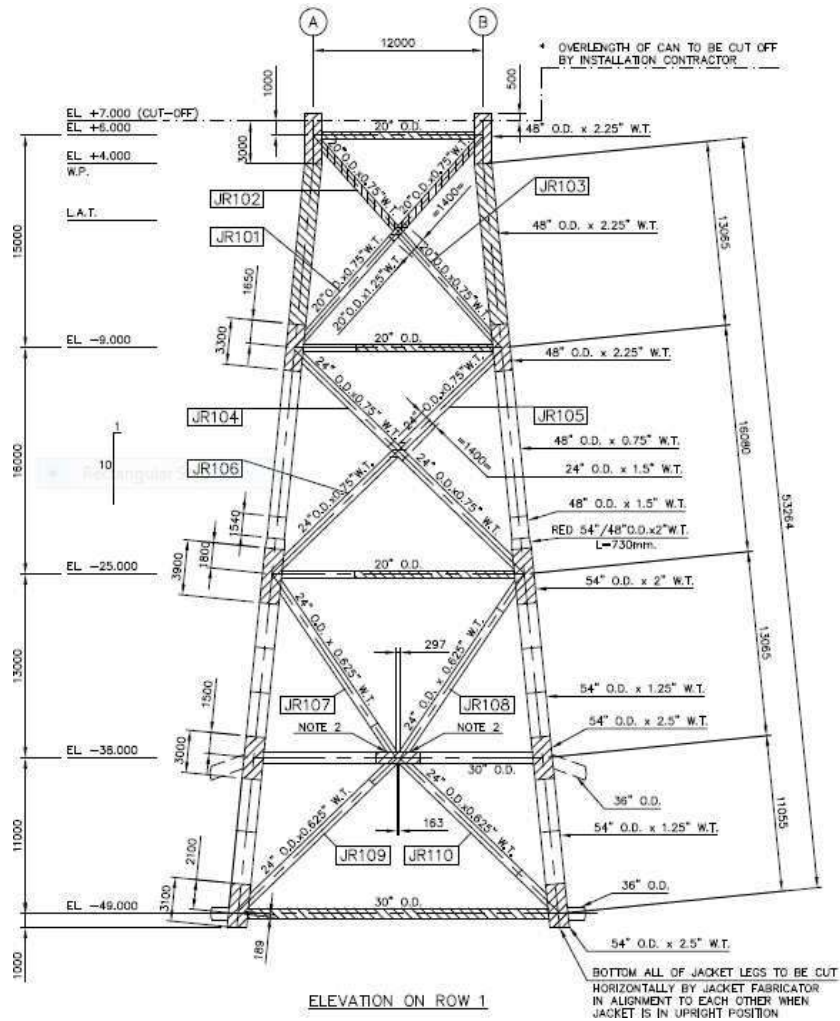 A
B
12000
* OVERLENGTH OF CAN TO BE CUT OFF
BY INSTALLATION CONTRACTOR
1000
500
EL +7.000 (CUT-OFF)
EL +6.000
20" O.D.
48" O.D. x 2.25" W.T.
3000
EL +4.000
W.P.
20"O.D.x0.75"W.T.
20"O.D.x0.75"W.T.
JR102
JR103
=1400=
L.A.T.
48" O.D. x 2.25" W.T.
JR101
15000
13065
20"O.D.x0.75"W.T.
20"O.D.x1.25"W.T.
20"O.D.x0.75"W.T.
1650
3300
EL -9.000
20" O.D.
48" O.D. x 2.25" W.T.
24" O.D.x0.75" W.T.
24" O.D.x0.75"W.T.
JR104
JR105
1
10
=1400=
48" O.D. x 0.75" W.T.
16000
16080
53264
Rectangular S
JR106
24" O.D. x 1.5" W.T.
24"O.D.x0.75"W.T.
24" O.D.x0.75"W.T.
1540
48" O.D. x 1.5" W.T.
1800
RED 54"/48"O.D.x2"W.T.
L=730mm.
3900
EL -25.000
20" O.D.
54" O.D. x 2" W.T.
24" O.D. x 0.625" W.T.
24" O.D. x 0.625" W.T.
297
13000
13065
1500
JR107
JR108
54" O.D. x 1.25" W.T.
NOTE 2
NOTE 2
54" O.D. x 2.5" W.T.
3000
EL -38.000
30" O.D.
36" O.D.
24" O.D.x0.625" W.T.
24" O.D.x0.625" W.T.
163
54" O.D. x 1.25" W.T.
11000
11055
JR109
JR110
2100
3100
36" O.D.
EL -49.000
30" O.D.
189
54" O.D. x 2.5" W.T.
1000
BOTTOM ALL OF JACKET LEGS TO BE CUT
HORIZONTALLY BY JACKET FABRICATOR
IN ALIGNMENT TO EACH OTHER WHEN
JACKET IS IN UPRIGHT POSITION
ELEVATION ON ROW 1